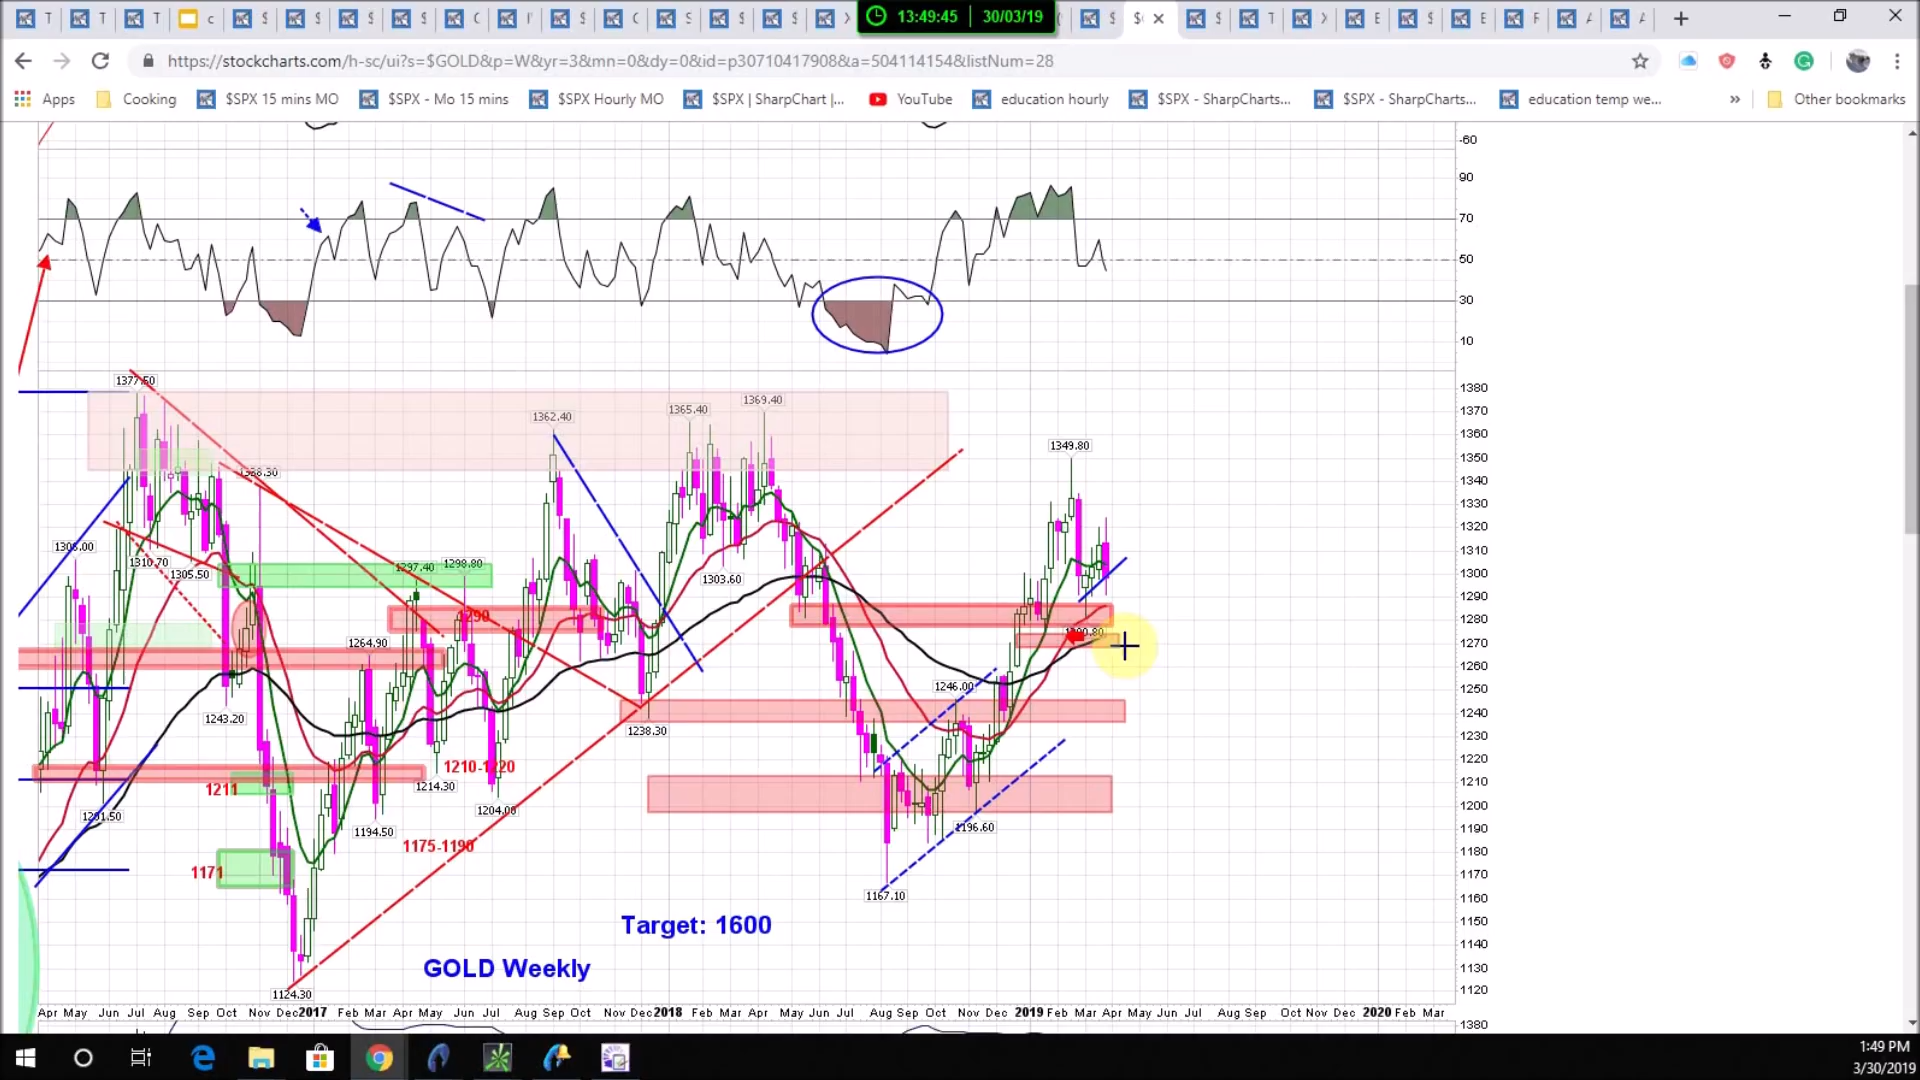 T
T
T
c
$
$
$
$
C
$
C
$
$
$
X
13:49:45 | 30/03/19
$
$
$
T
X
E
$
E
F
A
A
https://stockcharts.com/h-sc/ui?s=$GOLD&p=W&yr=3&mn=0&dy=0&id=p30710417908&a=504114154&listNum=28
Apps
Cooking
$SPX 15 mins MO
$SPX - Mo 15 mins
$SPX Hourly MO
$SPX | SharpChart |...
YouTube
education hourly
$SPX - SharpCharts...
$SPX - SharpCharts...
education temp we...
»
Other bookmarks
-60
90
70
50
30
10
1377.60
1338.30
1362.40
1365.40
1369.40
1349.80
1310.70
1305.50
1297.40
1298.80
1303.60
1290
1264.90
1246.00
1243.20
1238.30
1210-1220
1214.30
1211
1204.00
1194.50
1196.60
1175-1190
1171
1167.10
Target: 1600
GOLD Weekly
1124.30
1380
1370
1360
1350
1340
1330
1320
1310
1300
1290
1280
1270
1260
1250
1240
1230
1220
1210
1200
1190
1180
1170
1160
1150
1140
1130
1120
Apr May Jun Jul Aug Sep Oct Nov Dec 2017 Feb Mar Apr May Jun Jul Aug Sep Oct Nov Dec 2018 Feb Mar Apr May Jun Jul Aug Sep Oct Nov Dec 2019 Feb Mar Apr May Jun Jul Aug Sep Oct Nov Dec 2020 Feb Mar
1380
1:49 PM
3/30/2019